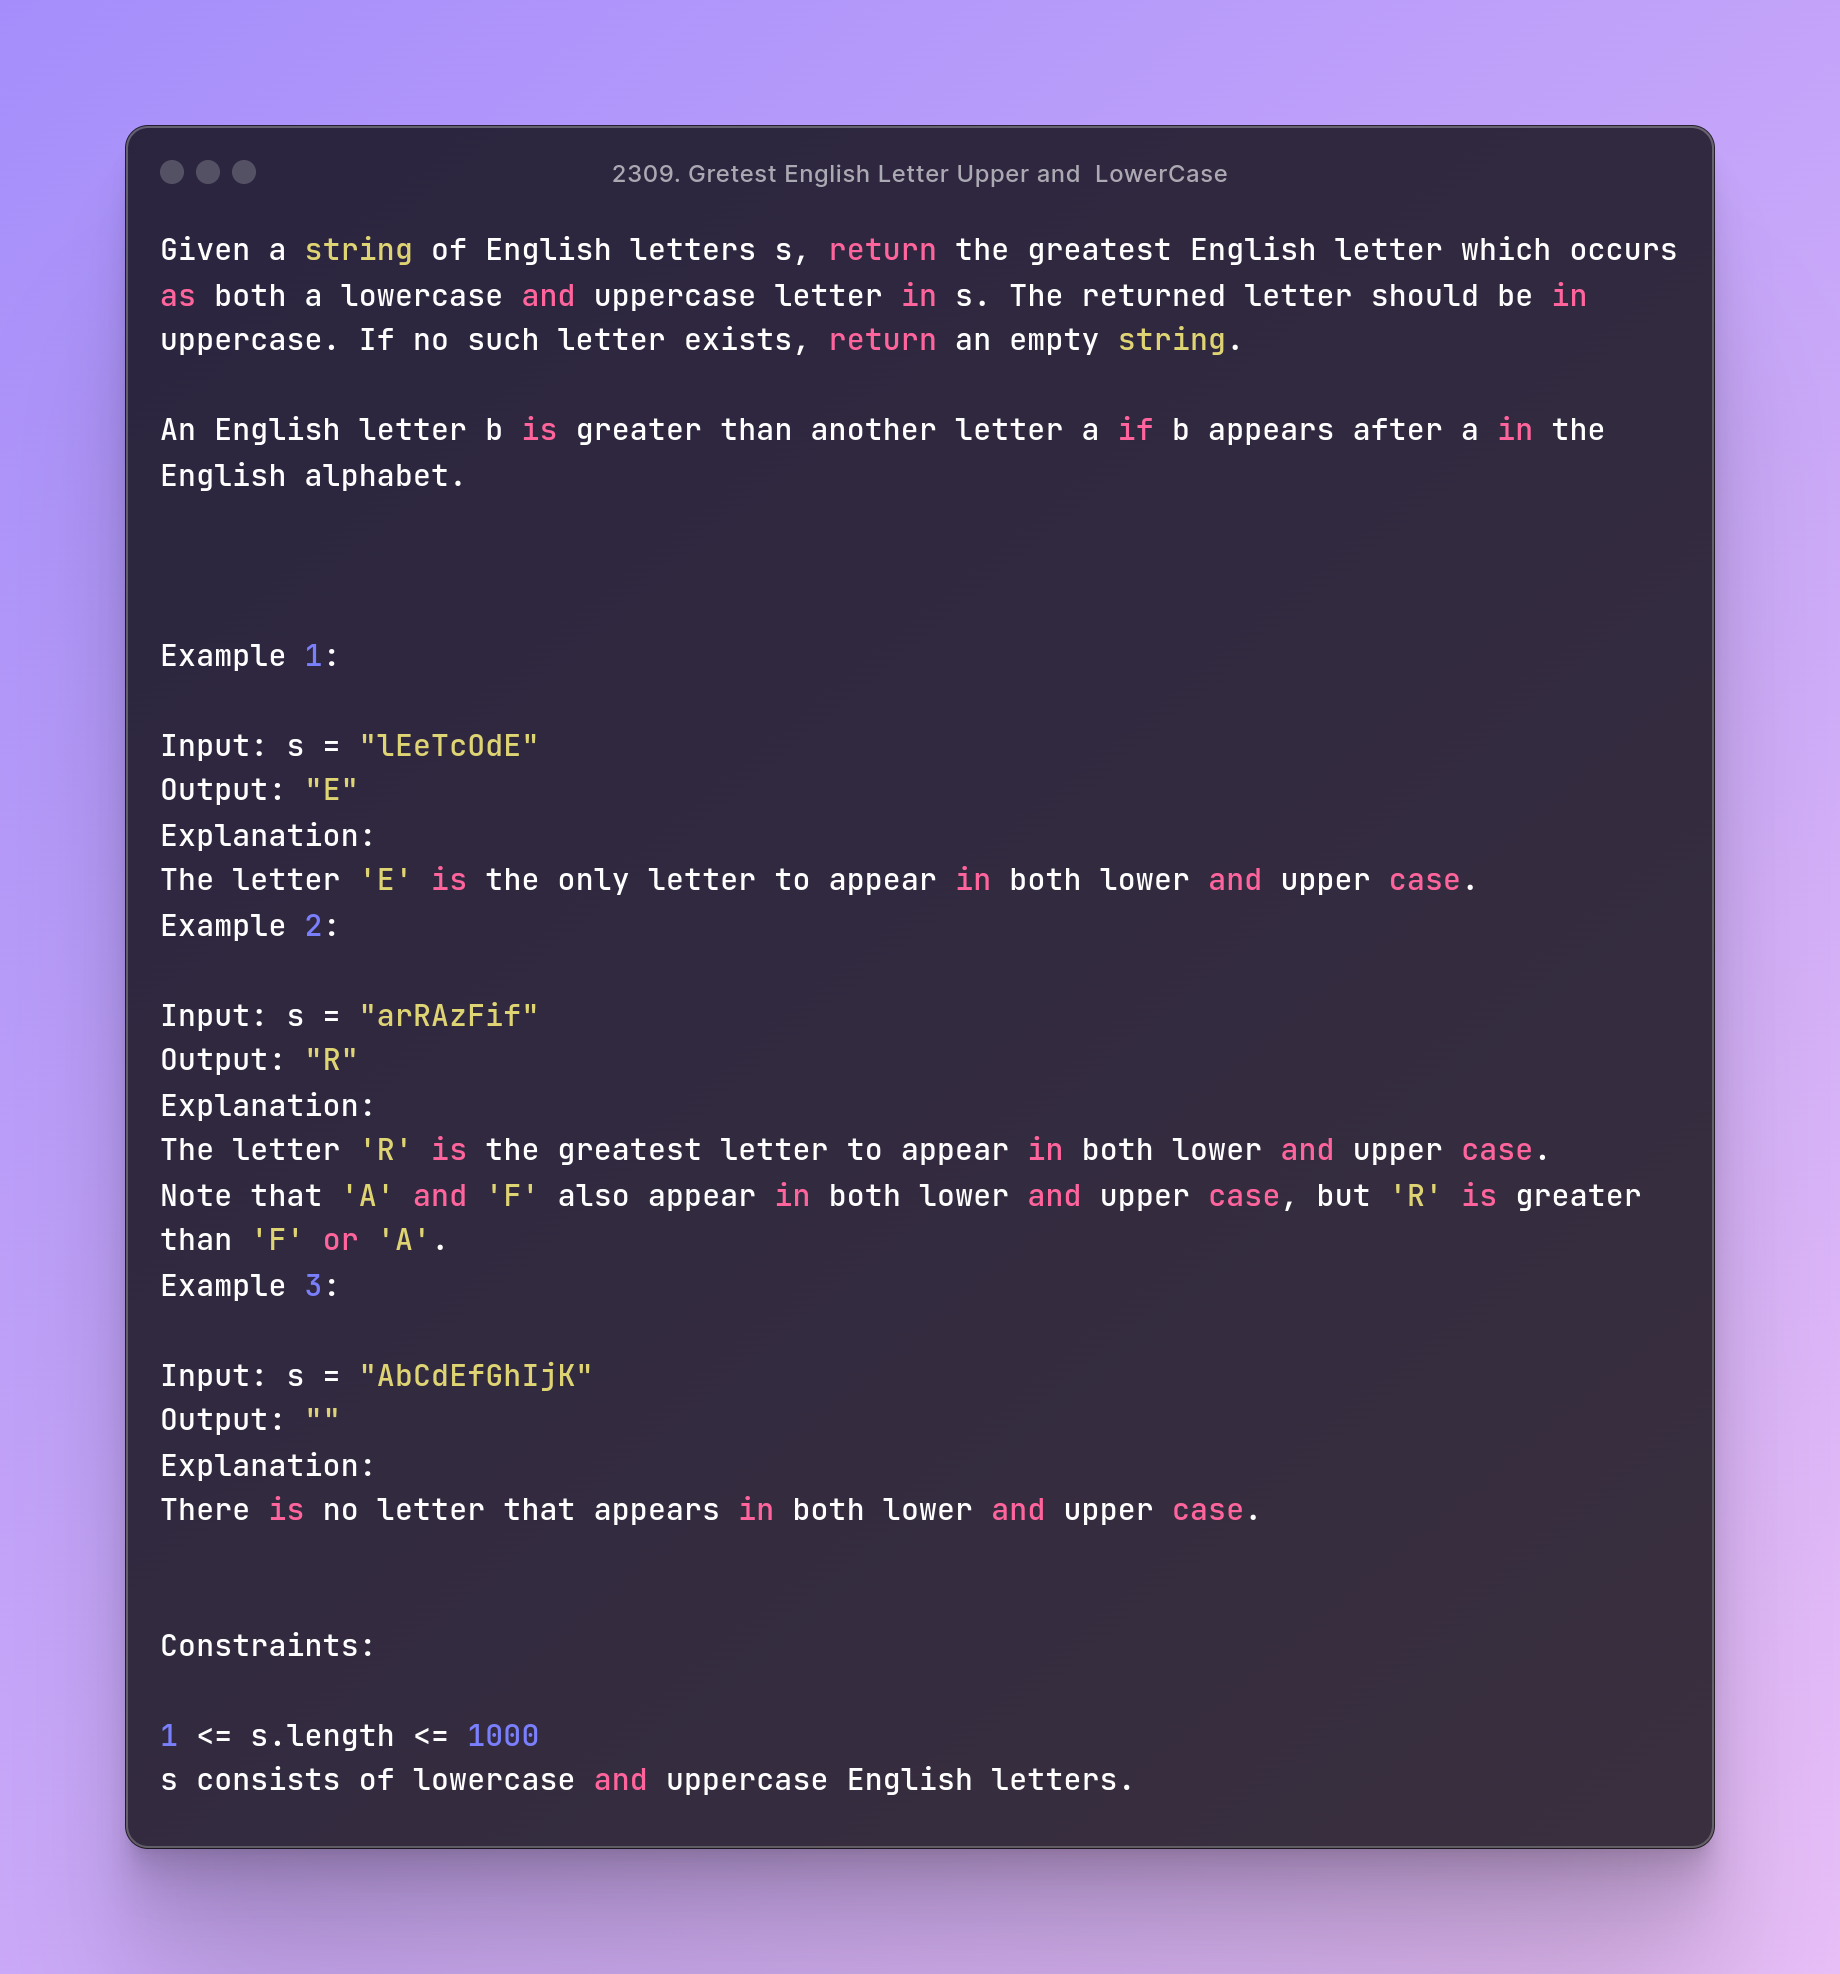 2309. Gretest English Letter Upper and  LowerCase
Given a string of English letters s, return the greatest English letter which occurs
as both a lowercase and uppercase letter in s. The returned letter should be in
uppercase. If no such letter exists, return an empty string.
An English letter b is greater than another letter a if b appears after a in the
English alphabet.
Example 1:
Input: s = "lEeTcOdE"
Output: "E"
Explanation:
The letter 'E' is the only letter to appear in both lower and upper case.
Example 2:
Input: s = "arRAzFif"
Output: "R"
Explanation:
The letter 'R' is the greatest letter to appear in both lower and upper case.
Note that 'A' and 'F' also appear in both lower and upper case, but 'R' is greater
than 'F' or 'A'.
Example 3:
Input: s = "AbCdEfGhIjK"
Output: ""
Explanation:
There is no letter that appears in both lower and upper case.
Constraints:
1 <= s.length <= 1000
s consists of lowercase and uppercase English letters.